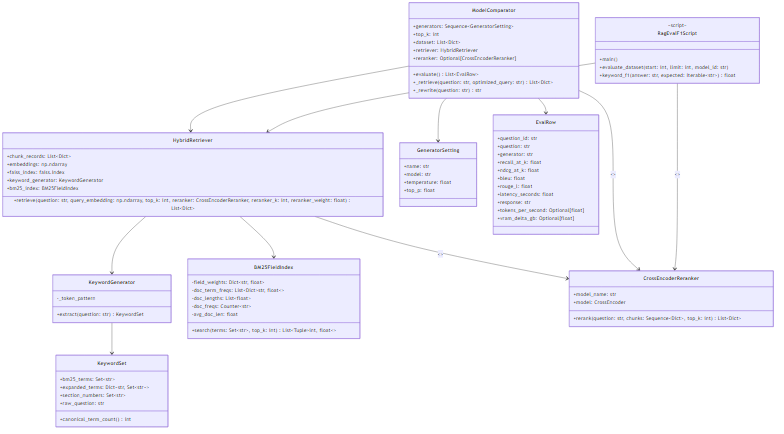 ModelComparator
+generators: Sequence~GeneratorSetting~
+top_k: int
+dataset: List<Dict>
+retriever: HybridRetriever
+reranker: Optional[CrossEncoderReranker]
+evaluate() : List~EvalRow~
+_retrieve(question: str, optimized_query: str) : List~Dict~
+_rewrite(question: str) : str
«script»
RagEvalF1Script
+main()
+evaluate_dataset(start: int, limit: int, model_id: str)
+keyword_f1(answer: str, expected: Iterable<str>) : float
HybridRetriever
+chunk_records: List<Dict>
+embeddings: np.ndarray
+faiss_index: faiss.Index
+keyword_generator: KeywordGenerator
+bm25_index: BM25FieldIndex
+retrieve(question: str, query_embedding: np.ndarray, top_k: int, reranker: CrossEncoderReranker, reranker_k: int, reranker_weight: float) :
List~Dict~
GeneratorSetting
+name: str
+model: str
+temperature: float
+top_p: float
EvalRow
+question_id: str
+question: str
+generator: str
+recall_at_k: float
+ndcg_at_k: float
+bleu: float
+rouge_l: float
+latency_seconds: float
+response: str
+tokens_per_second: Optional[float]
+vram_delta_gb: Optional[float]
KeywordGenerator
-_token_pattern
+extract(question: str) : KeywordSet
BM25FieldIndex
-field_weights: Dict<str, float>
-doc_term_freqs: List<Dict<str, float>>
-doc_lengths: List<float>
-doc_freqs: Counter<str>
-avg_doc_len: float
+search(terms: Set<str>, top_k: int) : List~Tuple<int, float>~
CrossEncoderReranker
+model_name: str
+model: CrossEncoder
+rerank(question: str, chunks: Sequence<Dict>, top_k: int) : List~Dict~
KeywordSet
+bm25_terms: Set<str>
+expanded_terms: Dict<str, Set<str>>
+section_numbers: Set<str>
+raw_question: str
+canonical_term_count() : int